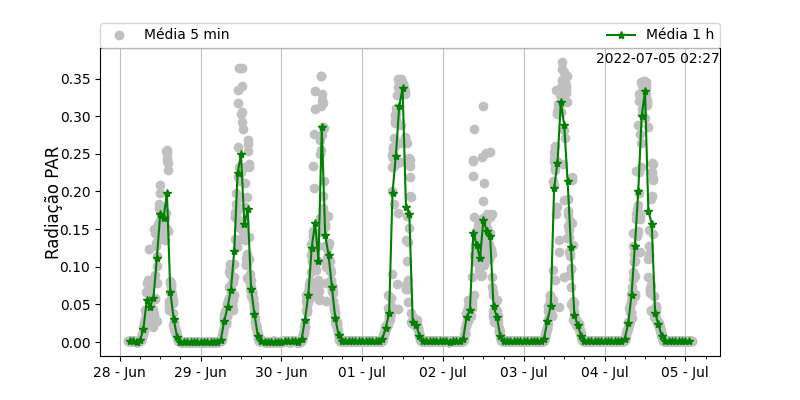 Média 5 min
Média 1 h
2022-07-05 02:27
Radiação PAR
0.35
0.30
0.25
0.20
0.15
0.10
0.05
0.00
28 - Jun
29 - Jun
30 - Jun
01 - Jul
02 - Jul
03 - Jul
04 - Jul
05 - Jul